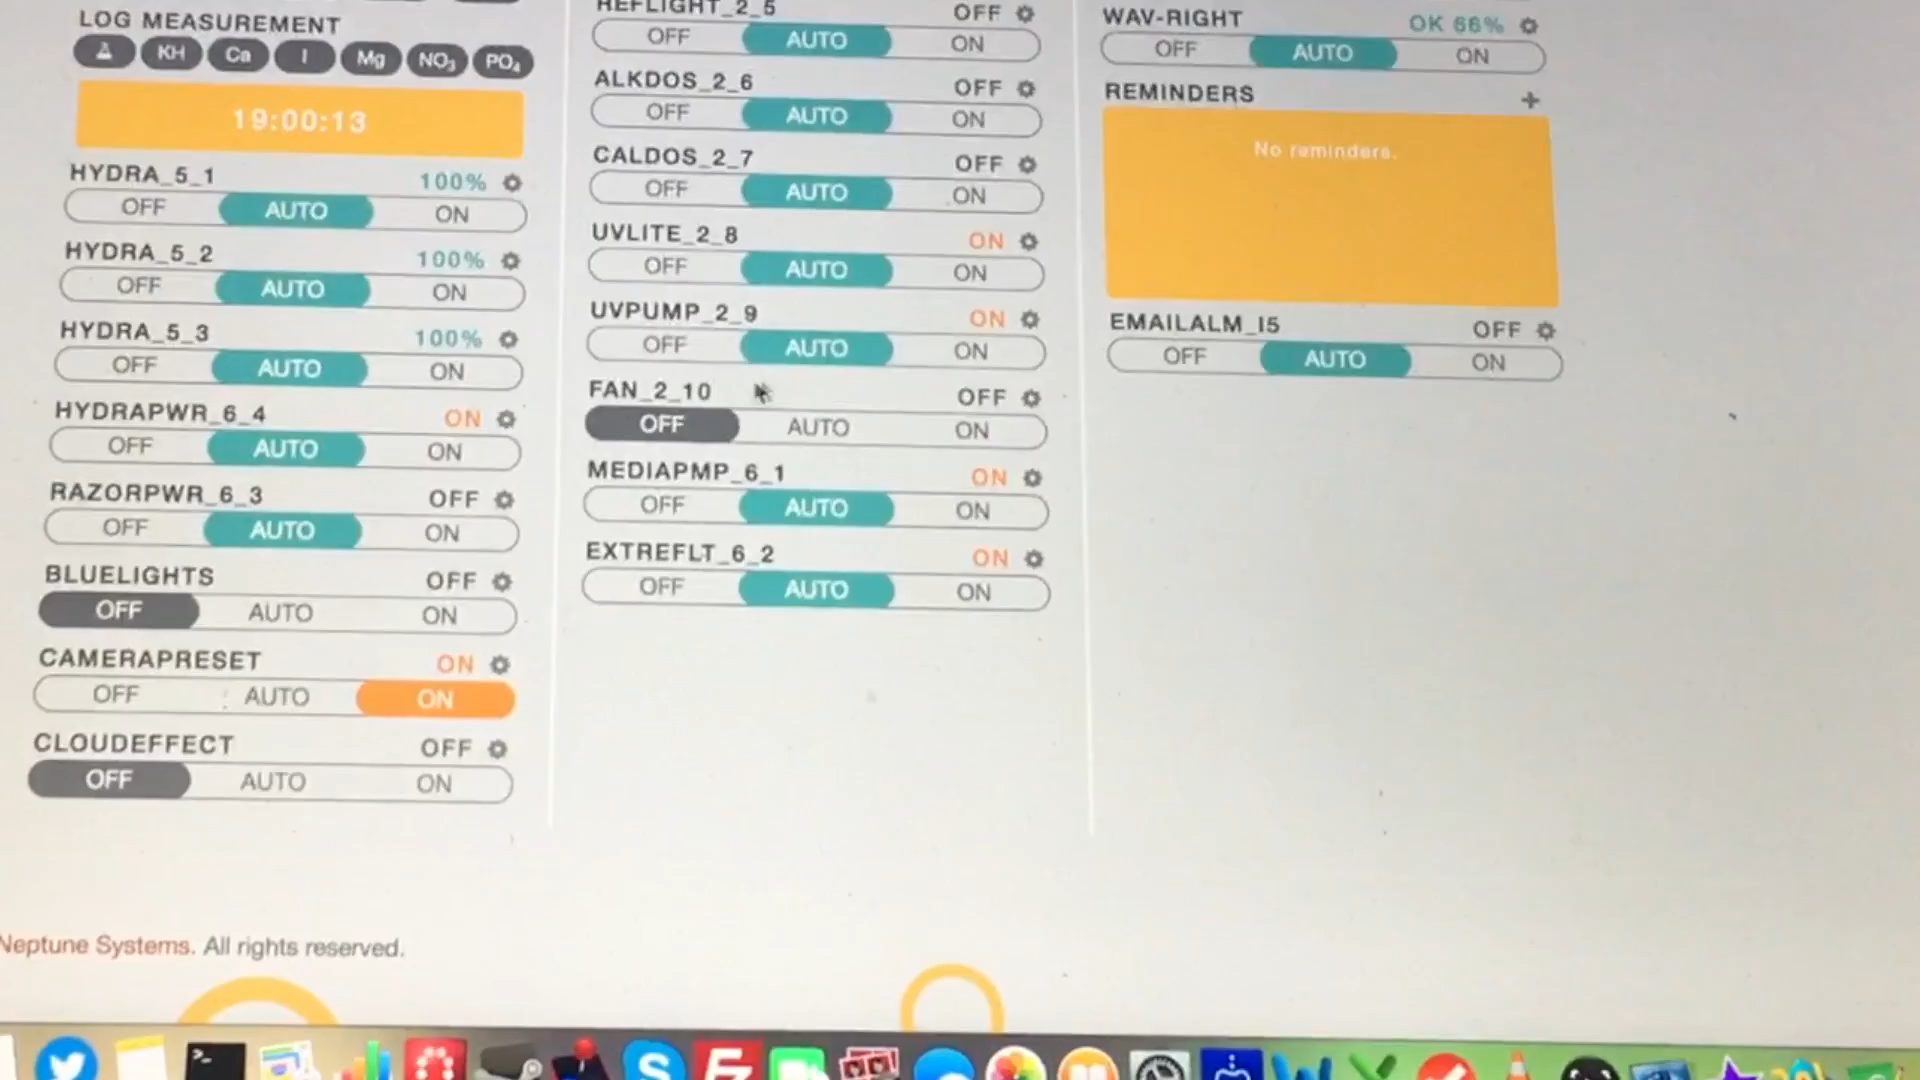 LOG MEASUREMENT
KH Ca I Mg NO3 PO4
19:00:13
HYDRA_5_1 100%
OFF AUTO ON
HYDRA_5_2 100%
OFF AUTO ON
HYDRA_5_3 100%
OFF AUTO ON
HYDRAPWR_6_4 ON
OFF AUTO ON
RAZORPWR_6_3 OFF
OFF AUTO ON
BLUELIGHTS OFF
OFF AUTO ON
CAMERAPRESET ON
OFF AUTO ON
CLOUDEFFECT OFF
OFF AUTO ON
REFLIGHT_2_5 OFF
OFF AUTO ON
ALKDOS_2_6 OFF
OFF AUTO ON
CALDOS_2_7 OFF
OFF AUTO ON
UVLITE_2_8 ON
OFF AUTO ON
UVPUMP_2_9 ON
OFF AUTO ON
FAN_2_10 OFF
OFF AUTO ON
MEDIAPMP_6_1 ON
OFF AUTO ON
EXTREFLT_6_2 ON
OFF AUTO ON
WAV-RIGHT OK 66%
OFF AUTO ON
REMINDERS +
No reminders.
EMAILALM_I5 OFF
OFF AUTO ON
Neptune Systems. All rights reserved.